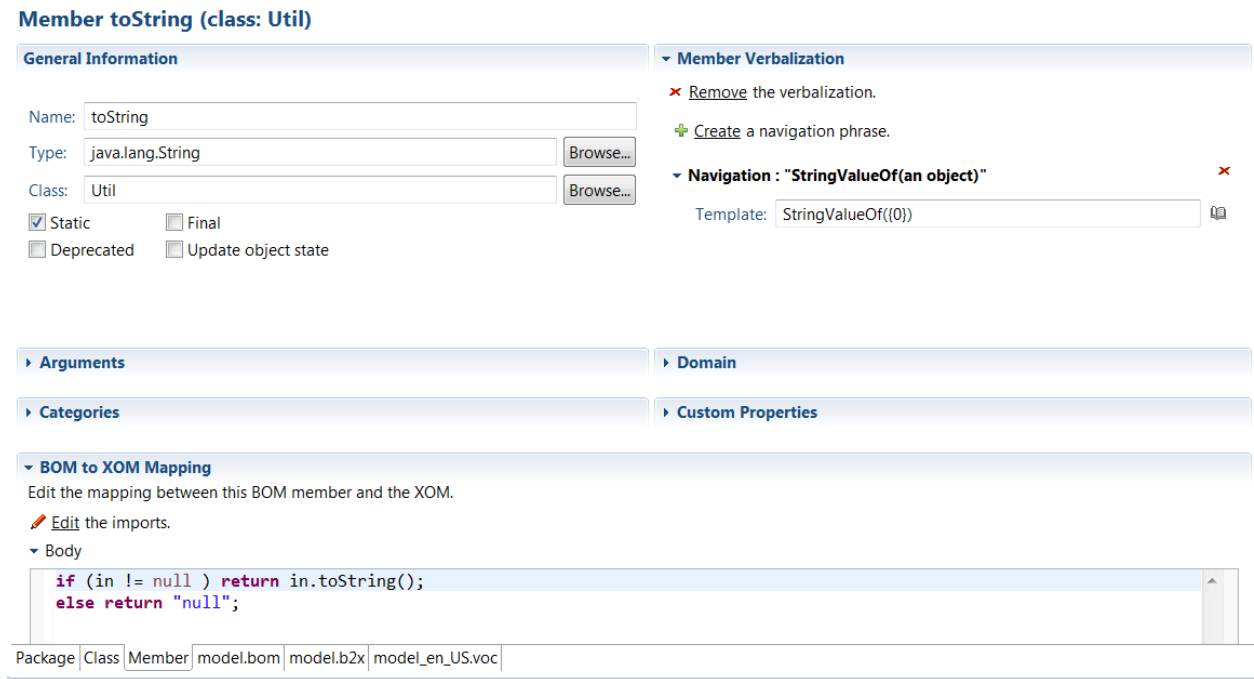 Member toString (class: Util)
General Information
Name: toString
Type: java.lang.String Browse...
Class: Util Browse...
Static Final
Deprecated Update object state
Member Verbalization
Remove the verbalization.
Create a navigation phrase.
Navigation : "StringValueOf(an object)"
Template: StringValueOf({0})
Arguments
Domain
Categories
Custom Properties
BOM to XOM Mapping
Edit the mapping between this BOM member and the XOM.
Edit the imports.
Body
if (in != null ) return in.toString();
else return "null";
Package Class Member model.bom model.b2x model_en_US.voc